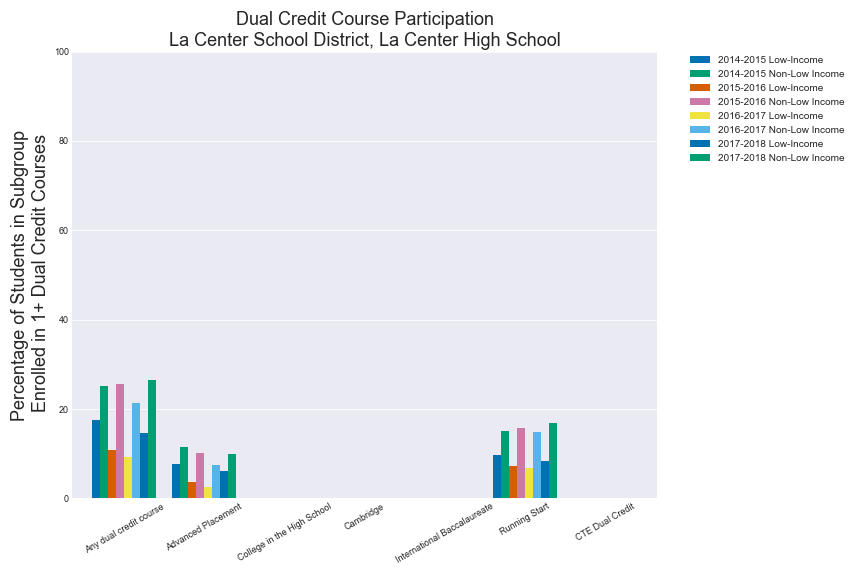 Dual Credit Course Participation
La Center School District, La Center High School
Percentage of Students in Subgroup
Enrolled in 1+ Dual Credit Courses
100
80
60
40
20
0
Any dual credit course
Advanced Placement
College in the High School
Cambridge
International Baccalaureate
Running Start
CTE Dual Credit
2014-2015 Low-Income
2014-2015 Non-Low Income
2015-2016 Low-Income
2015-2016 Non-Low Income
2016-2017 Low-Income
2016-2017 Non-Low Income
2017-2018 Low-Income
2017-2018 Non-Low Income